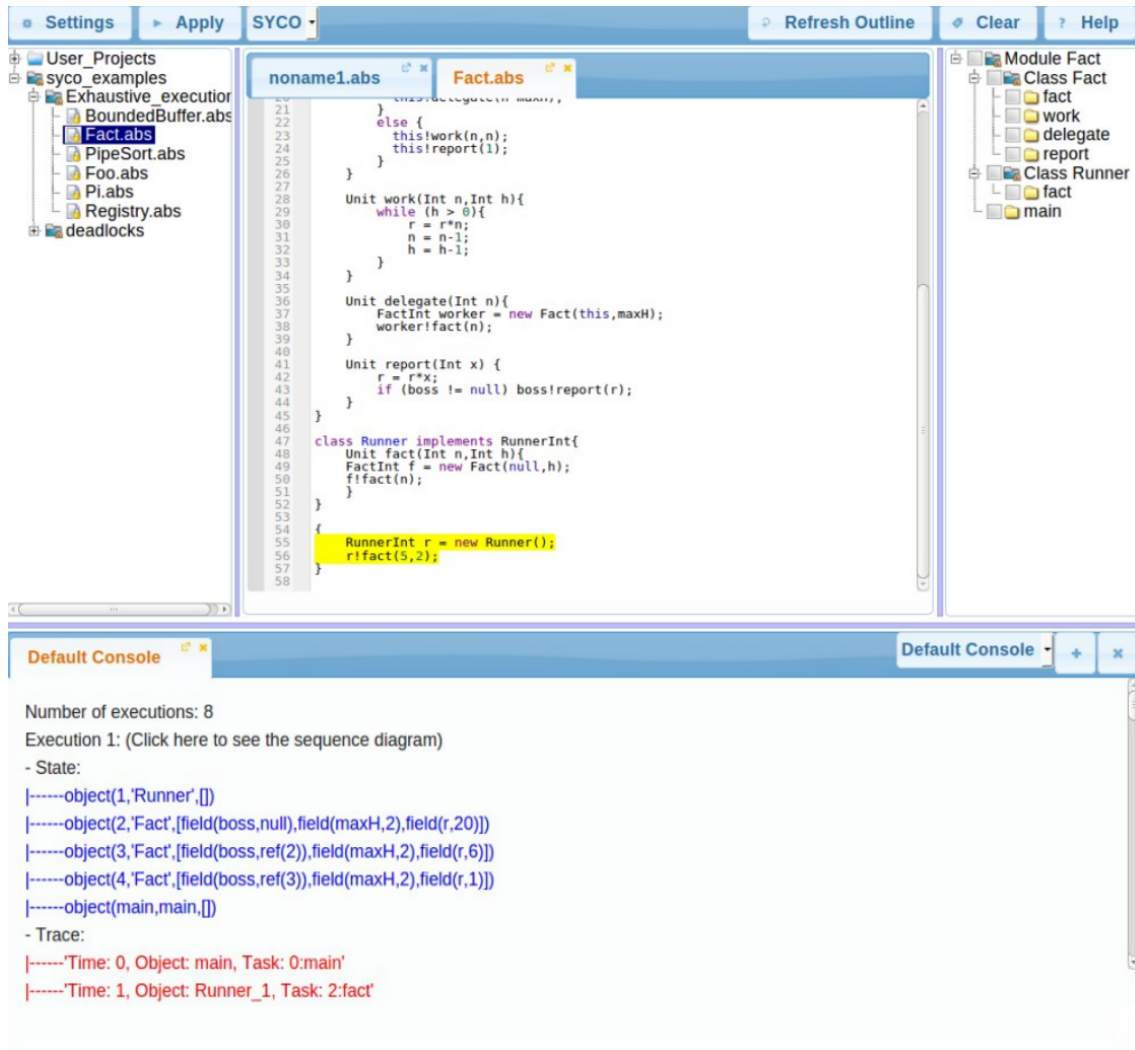 Settings Apply SYCO Refresh Outline Clear Help
User_Projects
syco_examples
Exhaustive_execution
BoundedBuffer.abs
Fact.abs
PipeSort.abs
Foo.abs
Pi.abs
Registry.abs
deadlocks
noname1.abs Fact.abs
21 }
22 else {
23 this!work(n,n);
24 this!report(1);
25 }
26 }
27
28 Unit work(Int n,Int h){
29 while (h > 0){
30 r = r*n;
31 n = n-1;
32 h = h-1;
33 }
34 }
35
36 Unit delegate(Int n){
37 FactInt worker = new Fact(this,maxH);
38 worker!fact(n);
39 }
40
41 Unit report(Int x) {
42 r = r*x;
43 if (boss != null) boss!report(r);
44 }
45 }
46
47 class Runner implements RunnerInt{
48 Unit fact(Int n,Int h){
49 FactInt f = new Fact(null,h);
50 f!fact(n);
51 }
52 }
53
54 {
55 RunnerInt r = new Runner();
56 r!fact(5,2);
57 }
58
Module Fact
Class Fact
fact
work
delegate
report
Class Runner
fact
main
Default Console Default Console
Number of executions: 8
Execution 1: (Click here to see the sequence diagram)
- State:
|------object(1,'Runner',[])
|------object(2,'Fact',[field(boss,null),field(maxH,2),field(r,20)])
|------object(3,'Fact',[field(boss,ref(2)),field(maxH,2),field(r,6)])
|------object(4,'Fact',[field(boss,ref(3)),field(maxH,2),field(r,1)])
|------object(main,main,[])
- Trace:
|------'Time: 0, Object: main, Task: 0:main'
|------'Time: 1, Object: Runner_1, Task: 2:fact'